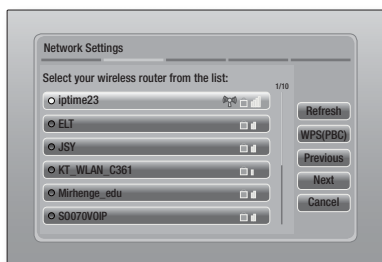 Network Settings
Select your wireless router from the list:
1/10
iptime23
ELT
JSY
KT_WLAN_C361
Mirhenge_edu
SO070VOIP
Refresh
WPS(PBC)
Previous
Next
Cancel